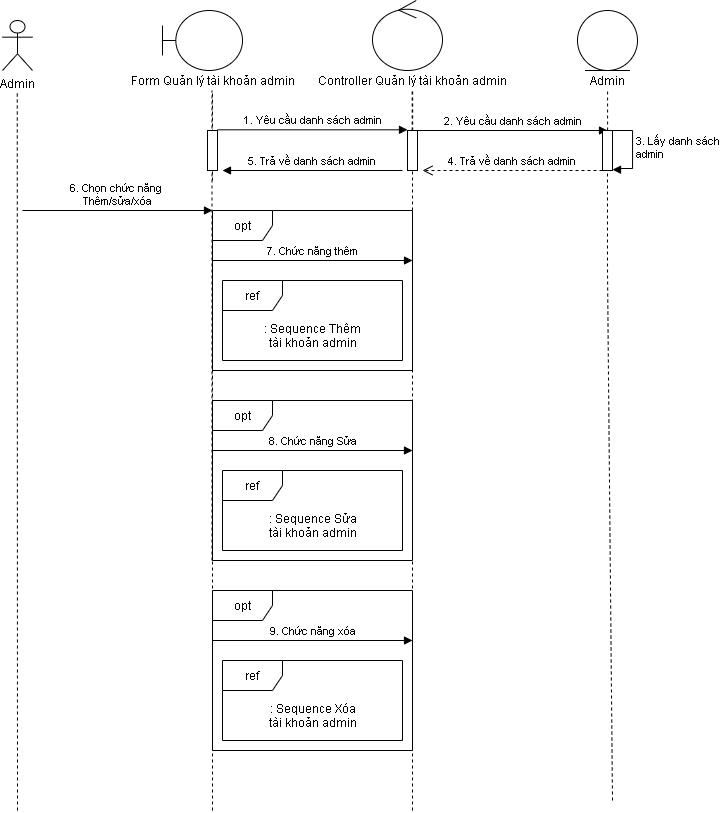 Admin
Form Quản lý tài khoản admin
Controller Quản lý tài khoản admin
Admin
1. Yêu cầu danh sách admin
2. Yêu cầu danh sách admin
3. Lấy danh sách
admin
5. Trả về danh sách admin
4. Trả về danh sách admin
6. Chọn chức năng
Thêm/sửa/xóa
opt
7. Chức năng thêm
ref
: Sequence Thêm
tài khoản admin
opt
8. Chức năng Sửa
ref
: Sequence Sửa
tài khoản admin
opt
9. Chức năng xóa
ref
: Sequence Xóa
tài khoản admin